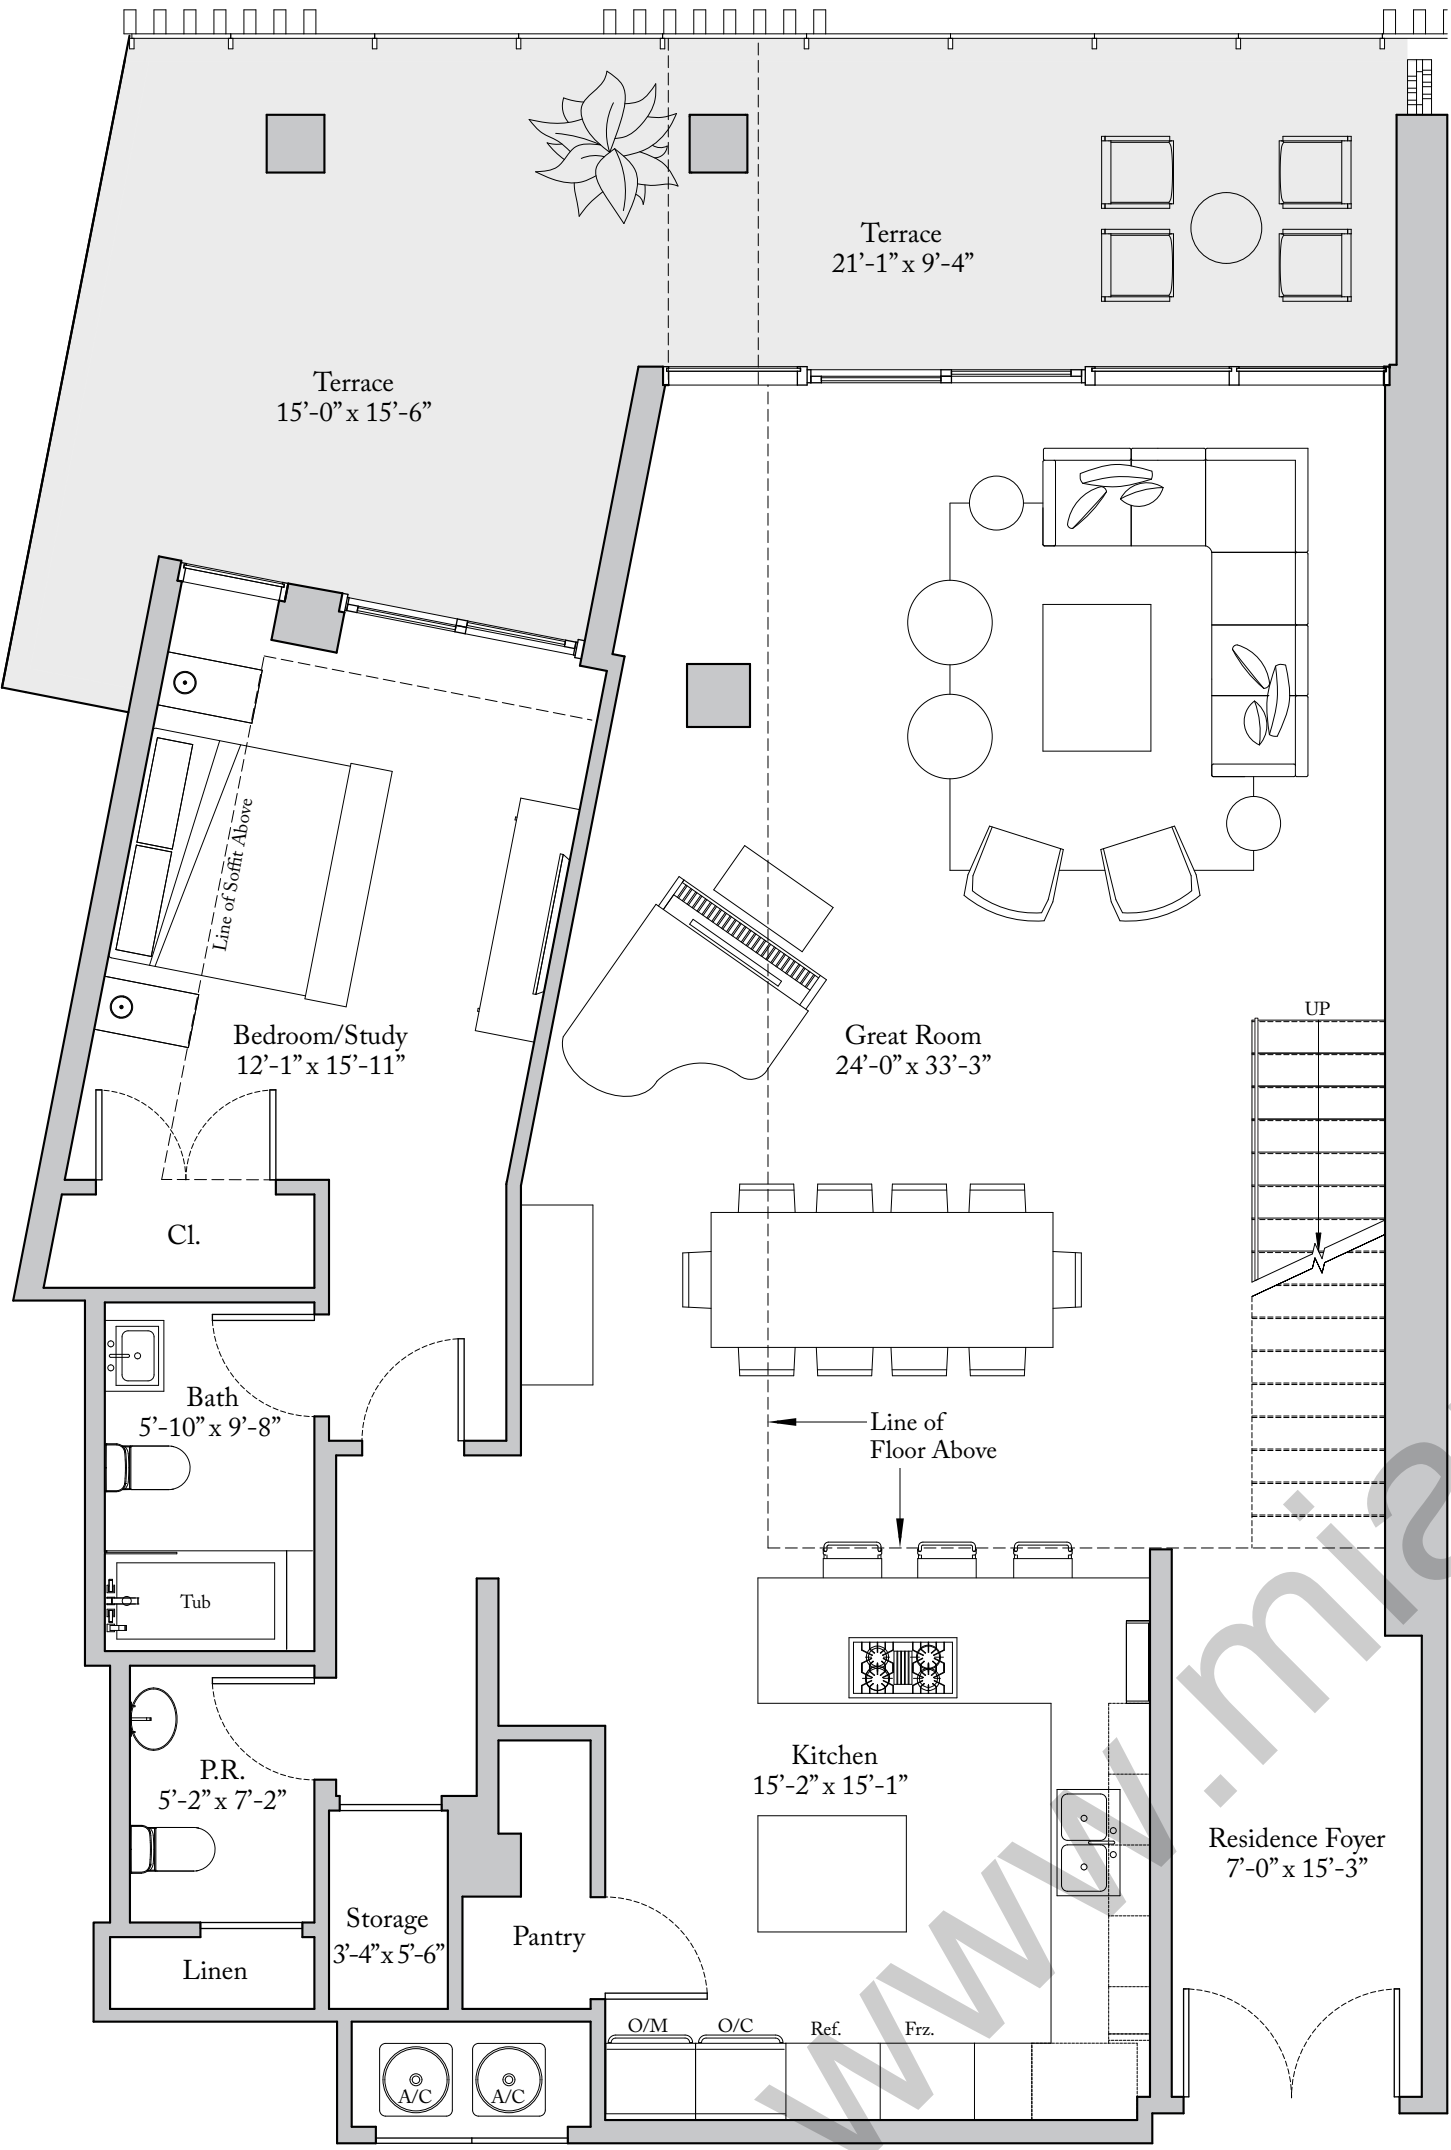 Terrace
21’-1” x 9’-4”
Terrace
15’-0” x 15’-6”
Line of Soffit Above
Bedroom/Study
12’-1” x 15’-11”
Great Room
24’-0” x 33’-3”
UP
Cl.
Bath
5’-10” x 9’-8”
Line of
Floor Above
Tub
P.R.
5’-2” x 7’-2”
Kitchen
15’-2” x 15’-1”
Residence Foyer
7’-0” x 15’-3”
Storage
3’-4” x 5’-6”
Pantry
Linen
O/M
O/C
Ref.
Frz.
A/C
A/C
www.mia